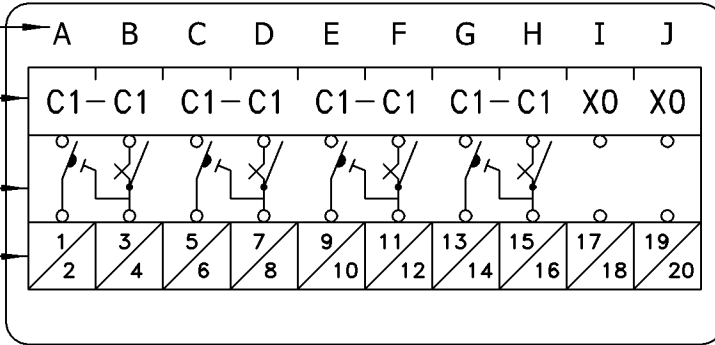 A B C D E F G H I J
C1-C1 C1-C1 C1-C1 C1-C1 X0 X0
1 3 5 7 9 11 13 15 17 19
2 4 6 8 10 12 14 16 18 20